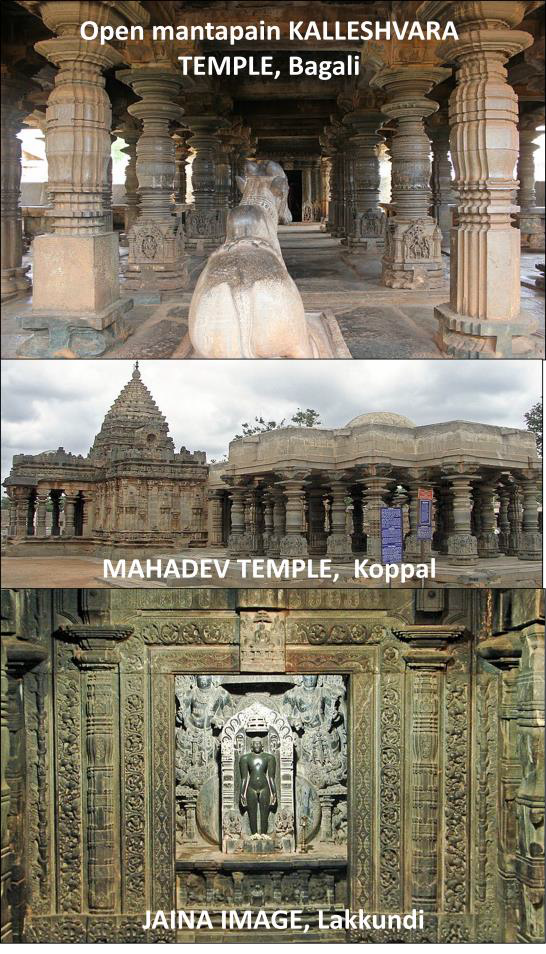 Open mantapain KALLESHVARA
TEMPLE, Bagali
MAHADEV TEMPLE,  Koppal
JAINA IMAGE, Lakkundi